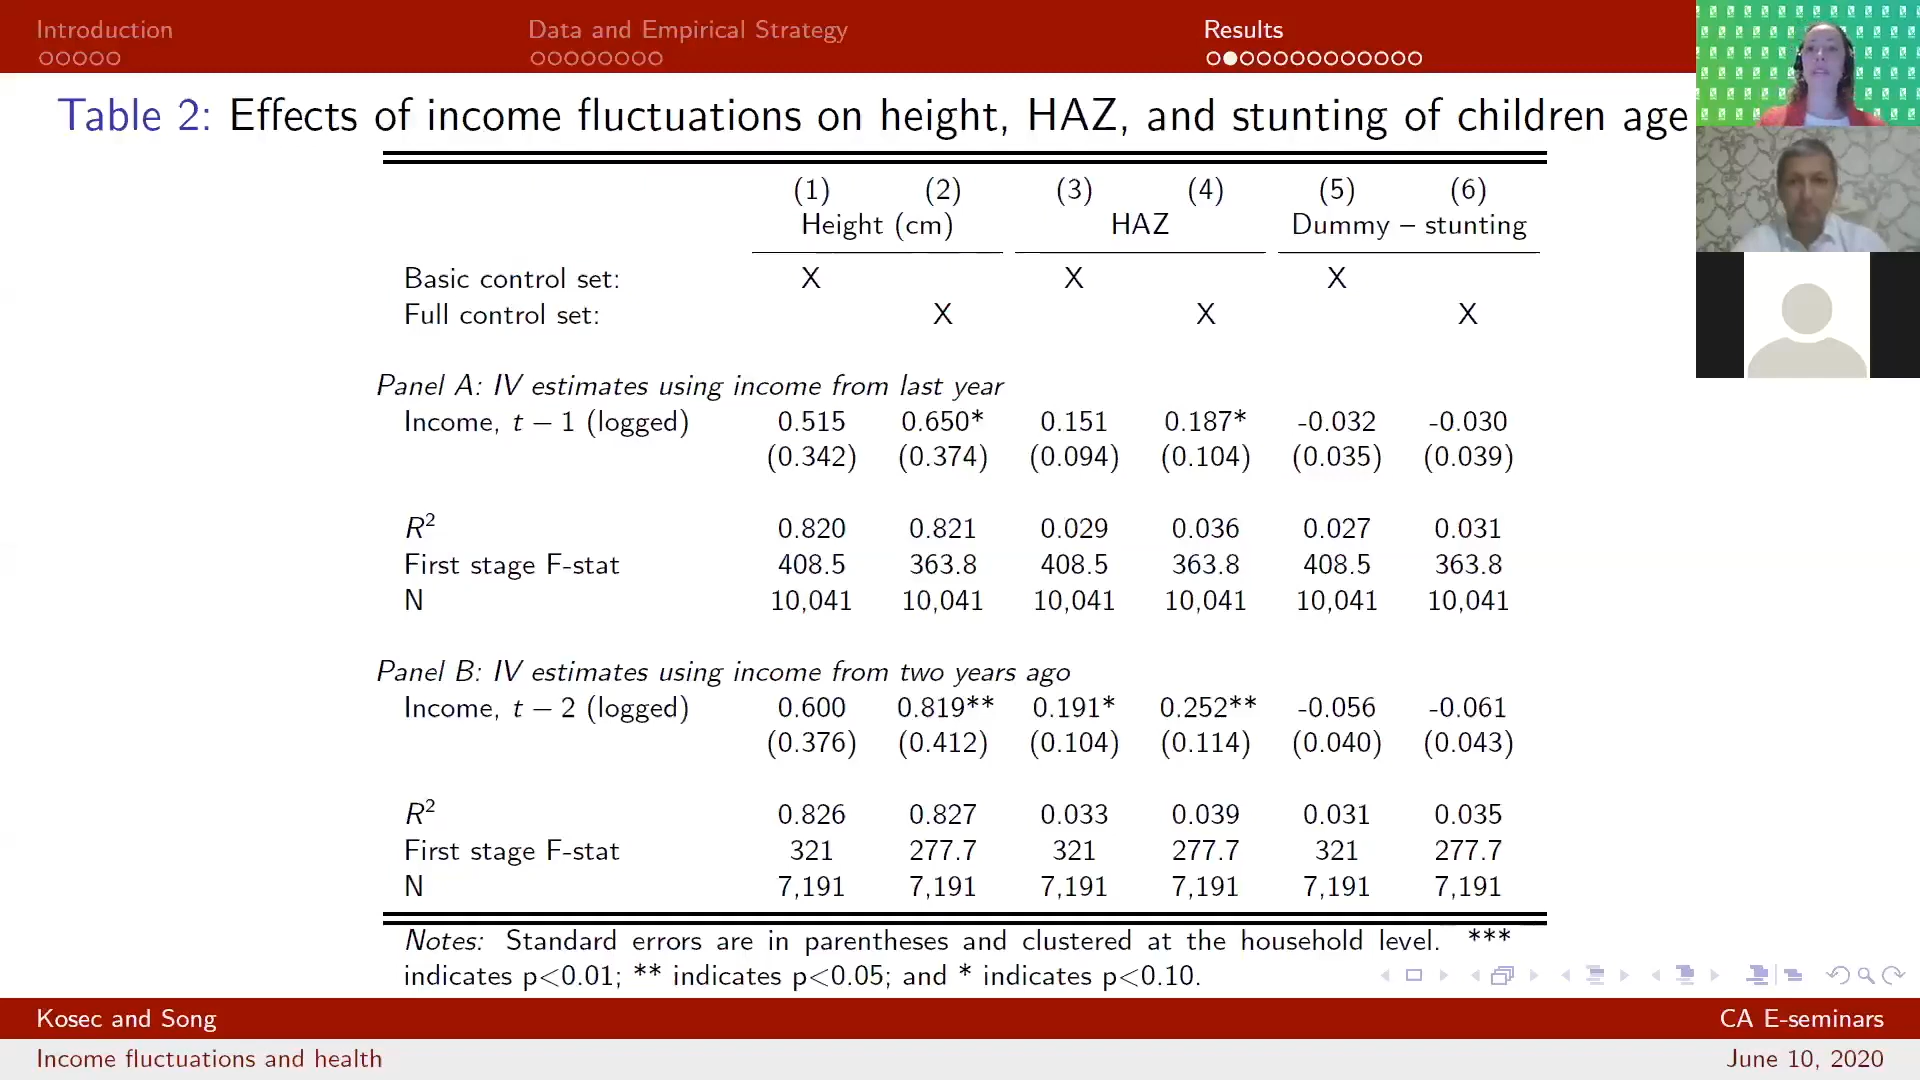 Introduction
Data and Empirical Strategy
Results
Table 2: Effects of income fluctuations on height, HAZ, and stunting of children age
(1) (2) (3) (4) (5) (6)
Height (cm) HAZ Dummy – stunting
Basic control set: X X X
Full control set: X X X
Panel A: IV estimates using income from last year
Income, t − 1 (logged) 0.515 0.650* 0.151 0.187* -0.032 -0.030
(0.342) (0.374) (0.094) (0.104) (0.035) (0.039)
R² 0.820 0.821 0.029 0.036 0.027 0.031
First stage F-stat 408.5 363.8 408.5 363.8 408.5 363.8
N 10,041 10,041 10,041 10,041 10,041 10,041
Panel B: IV estimates using income from two years ago
Income, t − 2 (logged) 0.600 0.819** 0.191* 0.252** -0.056 -0.061
(0.376) (0.412) (0.104) (0.114) (0.040) (0.043)
R² 0.826 0.827 0.033 0.039 0.031 0.035
First stage F-stat 321 277.7 321 277.7 321 277.7
N 7,191 7,191 7,191 7,191 7,191 7,191
Notes: Standard errors are in parentheses and clustered at the household level. ***
indicates p<0.01; ** indicates p<0.05; and * indicates p<0.10.
Kosec and Song
CA E-seminars
Income fluctuations and health
June 10, 2020